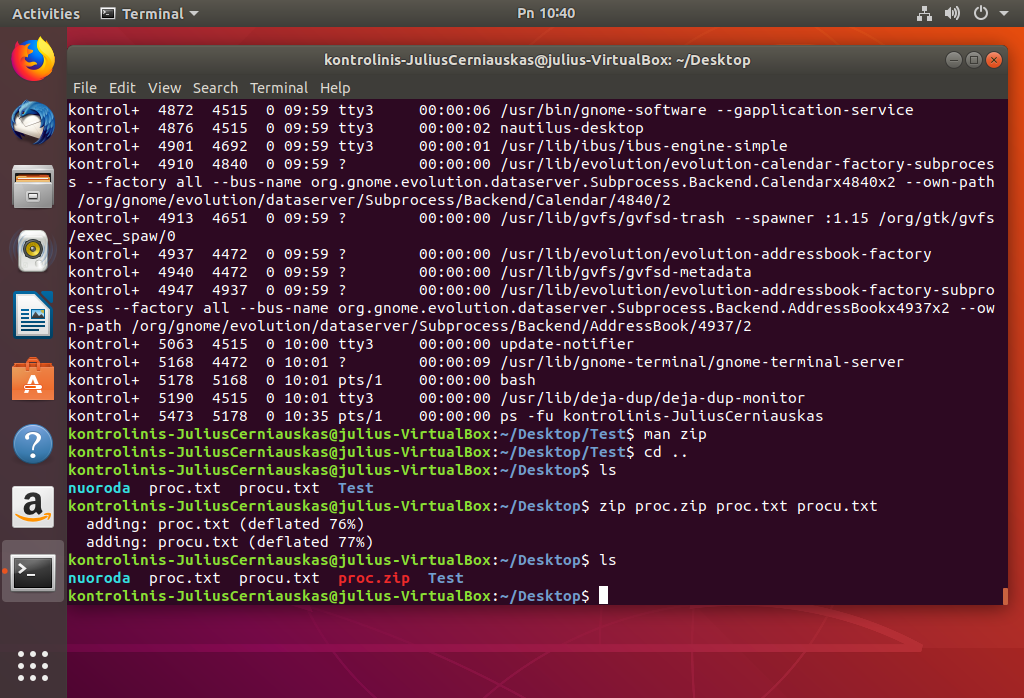 Activities Terminal Pn 10:40
kontrolinis-JuliusCerniauskas@julius-VirtualBox: ~/Desktop
File Edit View Search Terminal Help
kontrol+  4872  4515  0 09:59 tty3     00:00:06 /usr/bin/gnome-software --gapplication-service
kontrol+  4876  4515  0 09:59 tty3     00:00:02 nautilus-desktop
kontrol+  4901  4692  0 09:59 tty3     00:00:01 /usr/lib/ibus/ibus-engine-simple
kontrol+  4910  4840  0 09:59 ?        00:00:00 /usr/lib/evolution/evolution-calendar-factory-subproces
s --factory all --bus-name org.gnome.evolution.dataserver.Subprocess.Backend.Calendarx4840x2 --own-path
 /org/gnome/evolution/dataserver/Subprocess/Backend/Calendar/4840/2
kontrol+  4913  4651  0 09:59 ?        00:00:00 /usr/lib/gvfs/gvfsd-trash --spawner :1.15 /org/gtk/gvfs
/exec_spaw/0
kontrol+  4937  4472  0 09:59 ?        00:00:00 /usr/lib/evolution/evolution-addressbook-factory
kontrol+  4940  4472  0 09:59 ?        00:00:00 /usr/lib/gvfs/gvfsd-metadata
kontrol+  4947  4937  0 09:59 ?        00:00:00 /usr/lib/evolution/evolution-addressbook-factory-subpro
cess --factory all --bus-name org.gnome.evolution.dataserver.Subprocess.Backend.AddressBookx4937x2 --ow
n-path /org/gnome/evolution/dataserver/Subprocess/Backend/AddressBook/4937/2
kontrol+  5063  4515  0 10:00 tty3     00:00:00 update-notifier
kontrol+  5168  4472  0 10:01 ?        00:00:09 /usr/lib/gnome-terminal/gnome-terminal-server
kontrol+  5178  5168  0 10:01 pts/1    00:00:00 bash
kontrol+  5190  4515  0 10:01 tty3     00:00:00 /usr/lib/deja-dup/deja-dup-monitor
kontrol+  5473  5178  0 10:35 pts/1    00:00:00 ps -fu kontrolinis-JuliusCerniauskas
kontrolinis-JuliusCerniauskas@julius-VirtualBox:~/Desktop/Test$ man zip
kontrolinis-JuliusCerniauskas@julius-VirtualBox:~/Desktop/Test$ cd ..
kontrolinis-JuliusCerniauskas@julius-VirtualBox:~/Desktop$ ls
nuoroda  proc.txt  procu.txt  Test
kontrolinis-JuliusCerniauskas@julius-VirtualBox:~/Desktop$ zip proc.zip proc.txt procu.txt
  adding: proc.txt (deflated 76%)
  adding: procu.txt (deflated 77%)
kontrolinis-JuliusCerniauskas@julius-VirtualBox:~/Desktop$ ls
nuoroda  proc.txt  procu.txt  proc.zip  Test
kontrolinis-JuliusCerniauskas@julius-VirtualBox:~/Desktop$